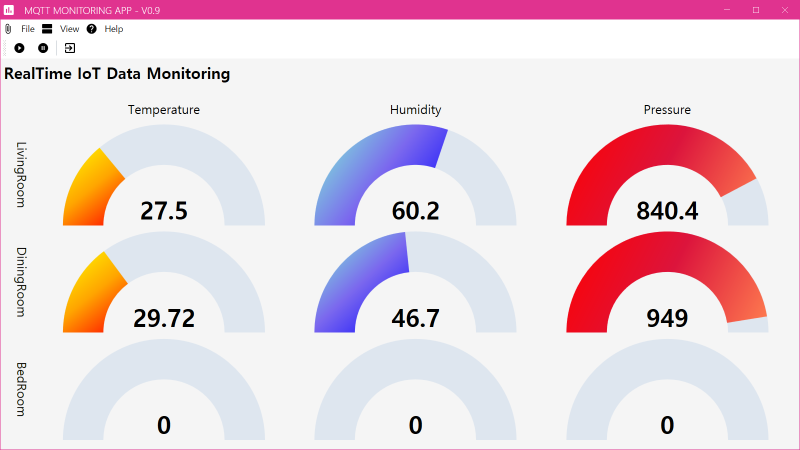 MQTT MONITORING APP - V0.9
File View Help
RealTime IoT Data Monitoring
Temperature Humidity Pressure
LivingRoom
27.5 60.2 840.4
DiningRoom
29.72 46.7 949
BedRoom
0 0 0